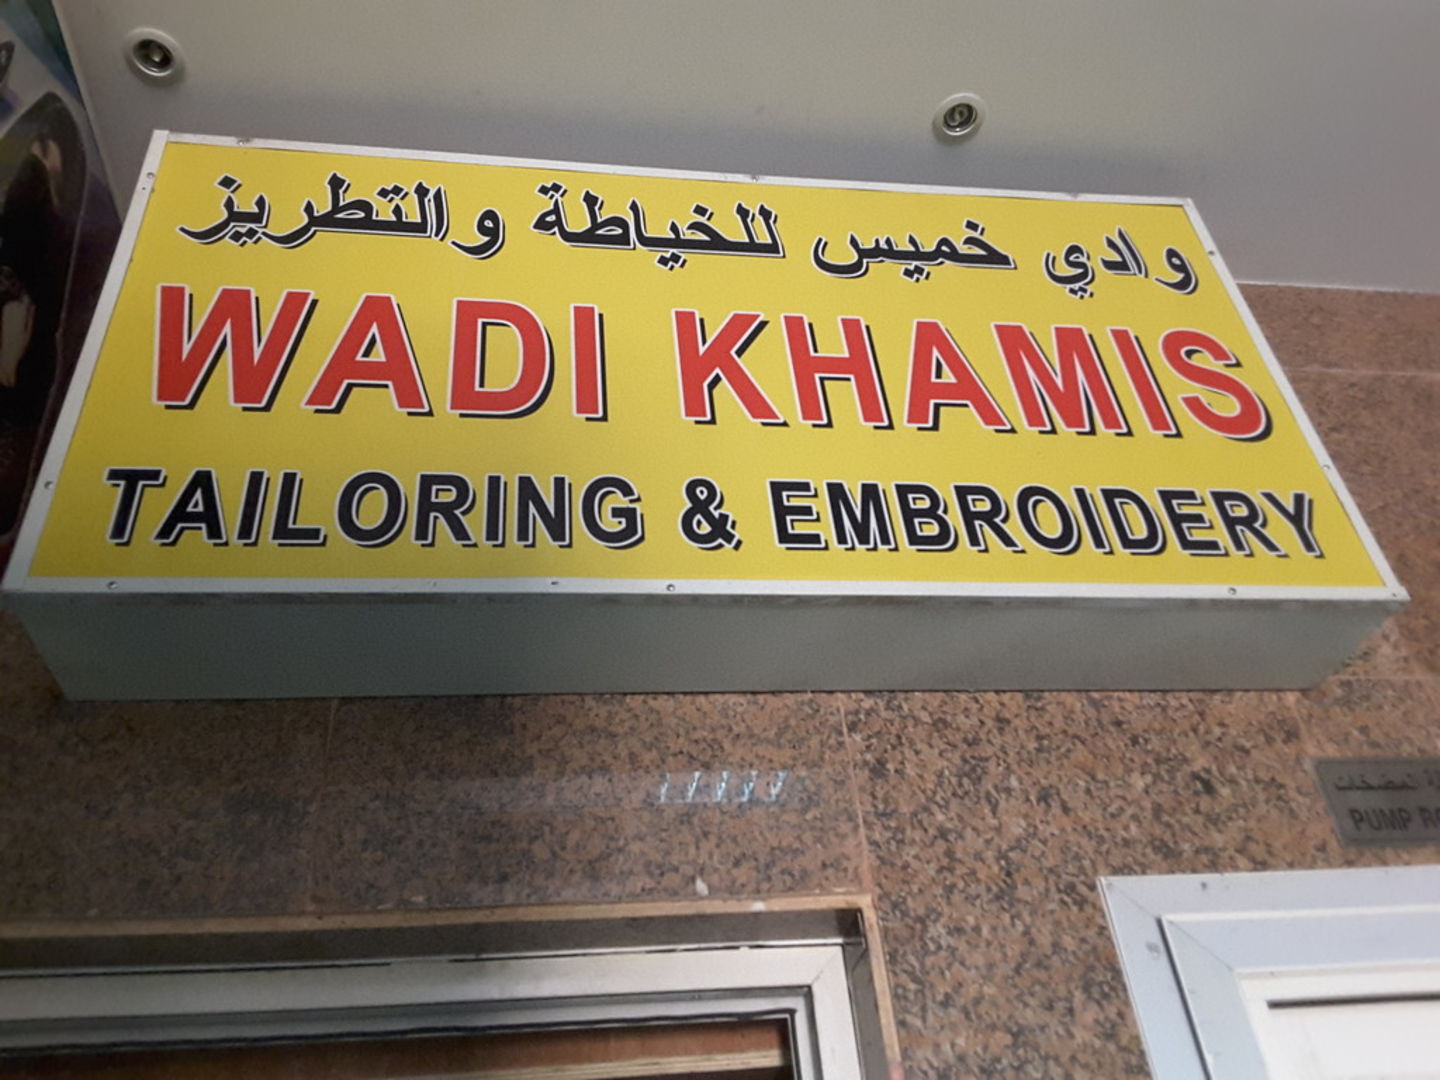 وادي خميس للخياطة والتطريز
WADI KHAMIS
TAILORING & EMBROIDERY
PUMP